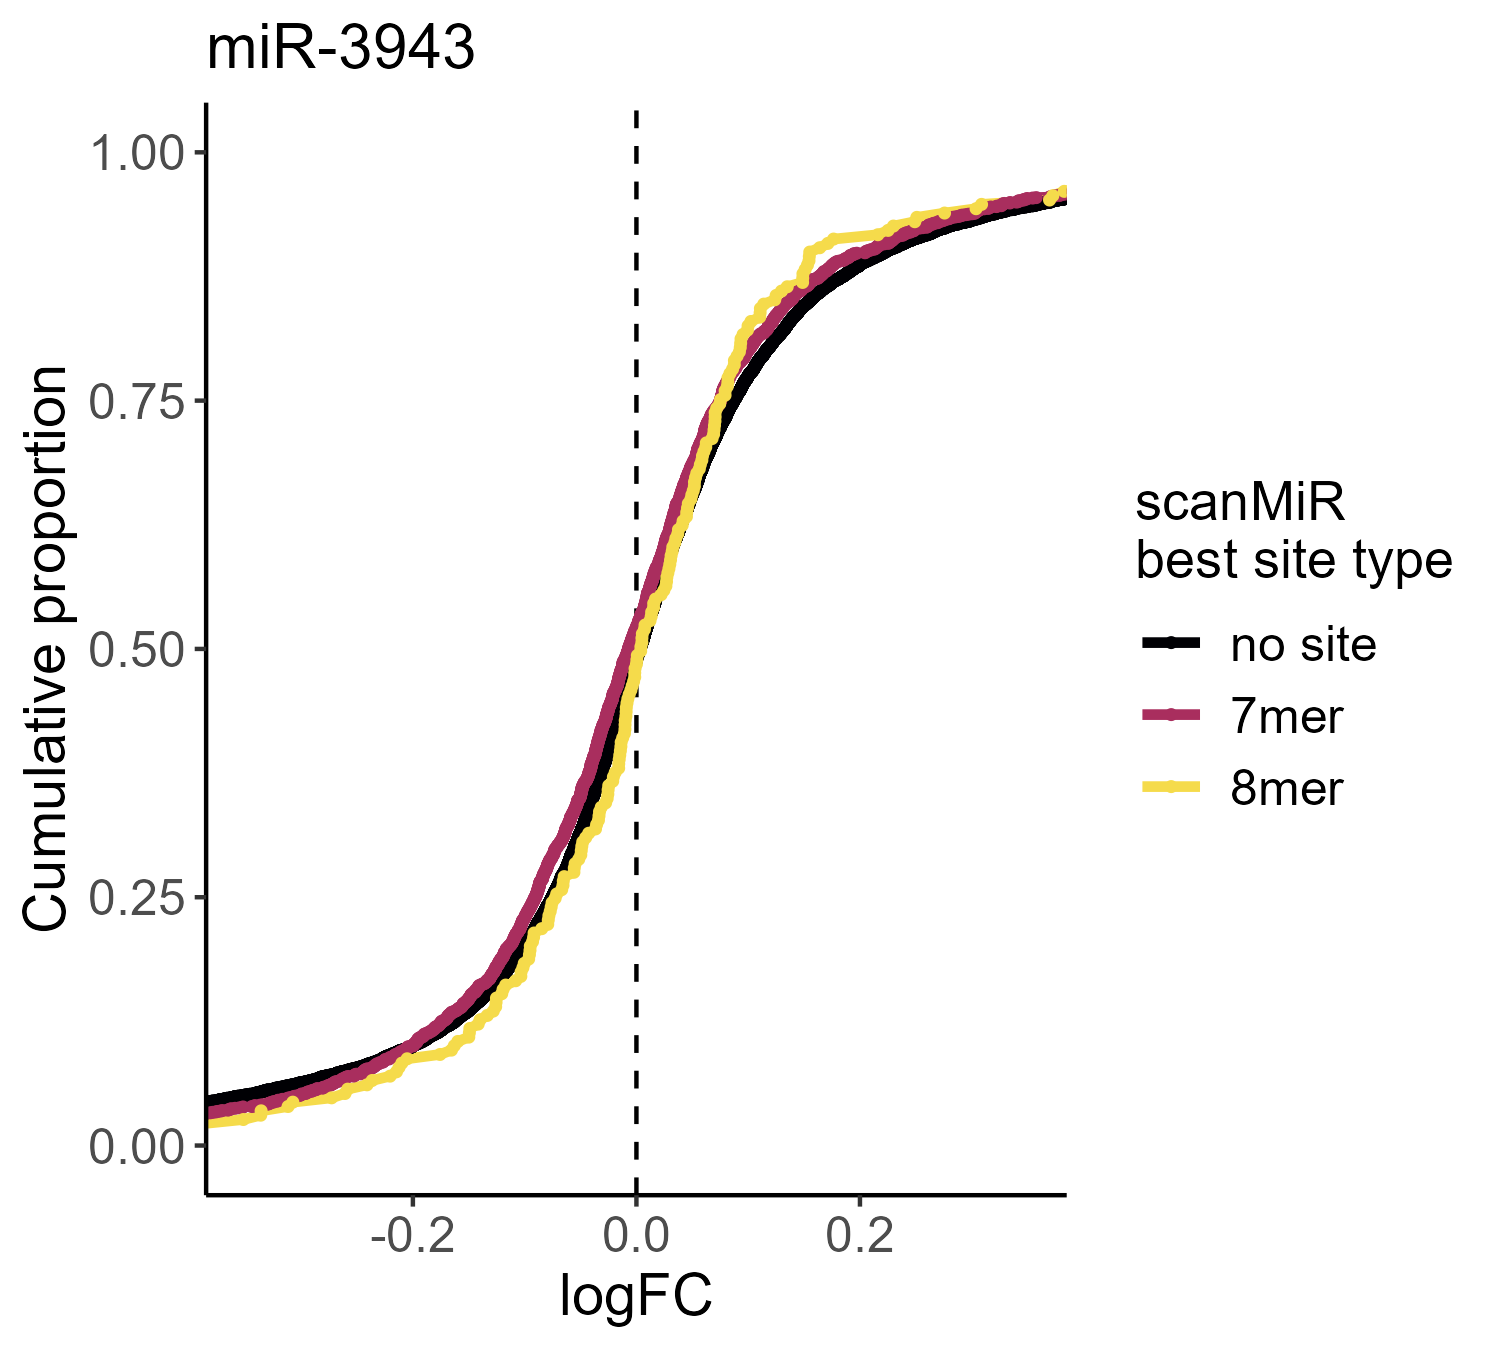 miR-3943
1.00
0.75
0.50
0.25
0.00
Cumulative proportion
-0.2
0.0
0.2
logFC
scanMiR
best site type
no site
7mer
8mer